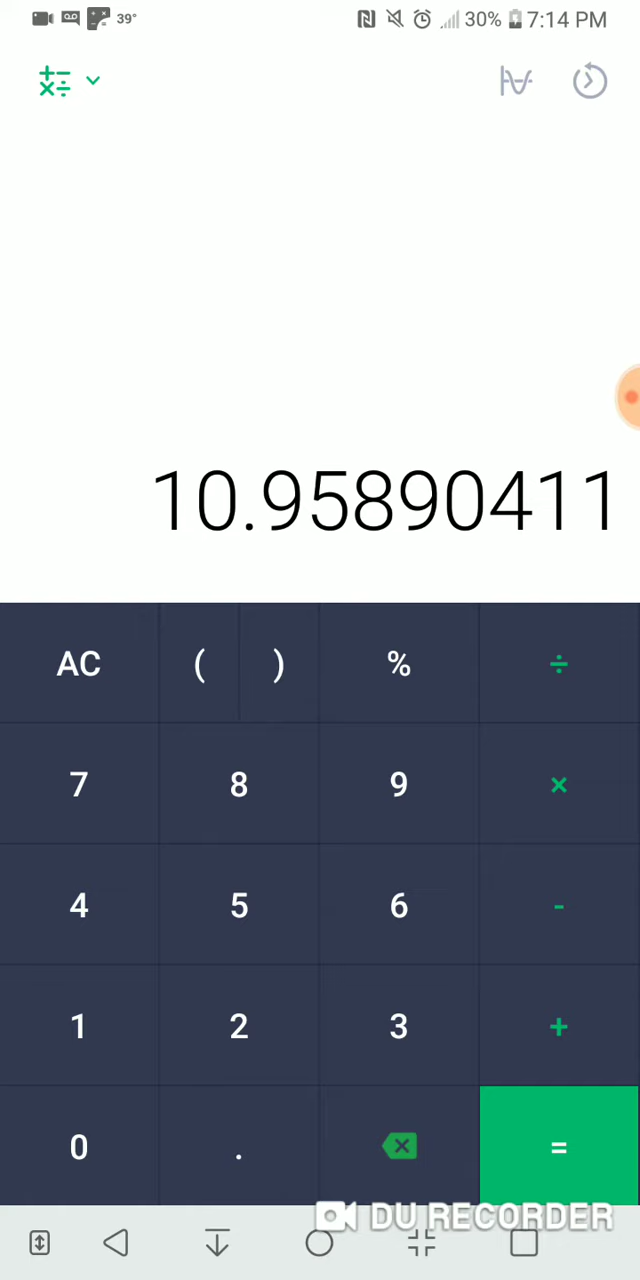 39° 30% 7:14 PM
10.95890411
AC ( ) % ÷
7 8 9 ×
4 5 6 -
1 2 3 +
0 . =
DU RECORDER